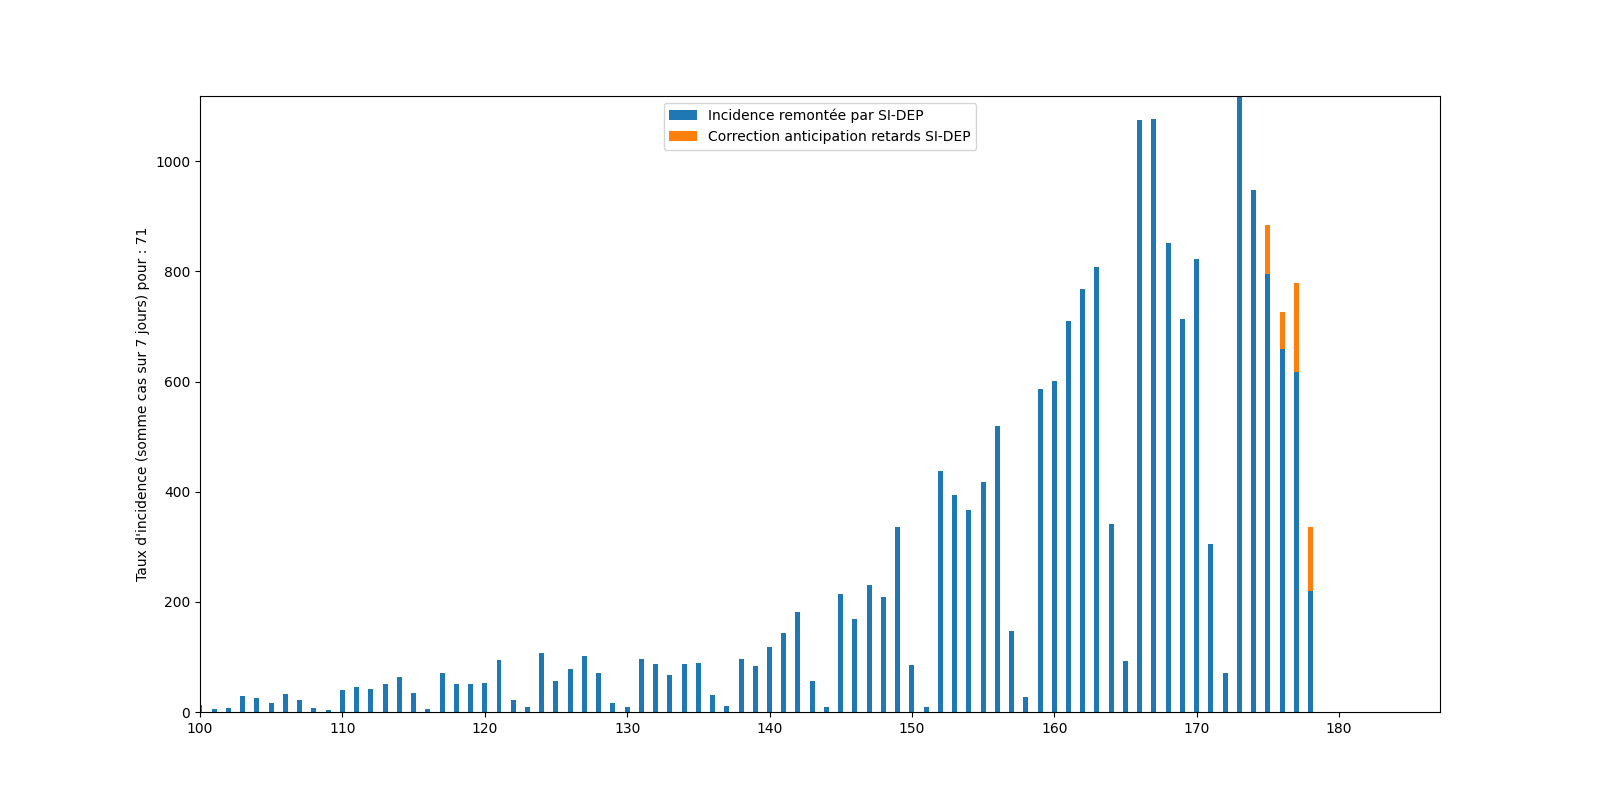 Incidence remontée par SI-DEP
Correction anticipation retards SI-DEP
Taux d'incidence (somme cas sur 7 jours) pour : 71
1000
800
600
400
200
0
100 110 120 130 140 150 160 170 180